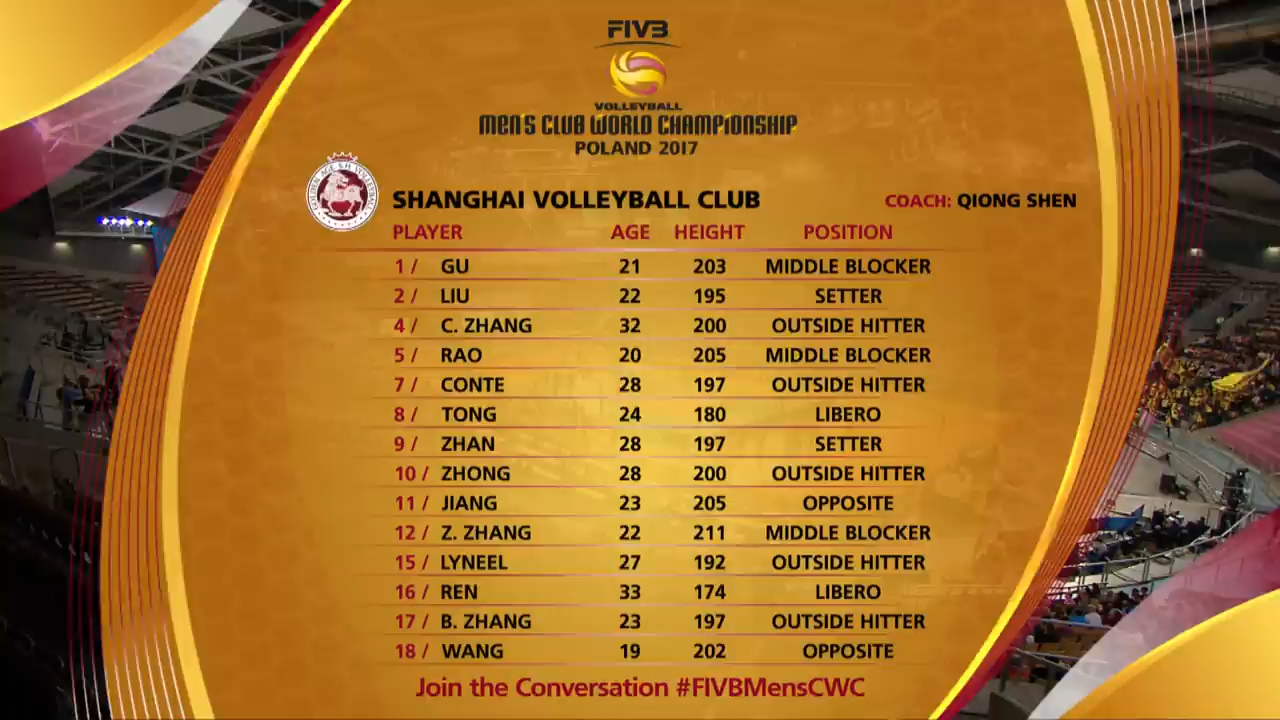 FIVB
VOLLEYBALL
MEN'S CLUB WORLD CHAMPIONSHIP
POLAND 2017
SHANGHAI VOLLEYBALL CLUB COACH: QIONG SHEN
PLAYER AGE HEIGHT POSITION
1 / GU 21 203 MIDDLE BLOCKER
2 / LIU 22 195 SETTER
4 / C. ZHANG 32 200 OUTSIDE HITTER
5 / RAO 20 205 MIDDLE BLOCKER
7 / CONTE 28 197 OUTSIDE HITTER
8 / TONG 24 180 LIBERO
9 / ZHAN 28 197 SETTER
10 / ZHONG 28 200 OUTSIDE HITTER
11 / JIANG 23 205 OPPOSITE
12 / Z. ZHANG 22 211 MIDDLE BLOCKER
15 / LYNEEL 27 192 OUTSIDE HITTER
16 / REN 33 174 LIBERO
17 / B. ZHANG 23 197 OUTSIDE HITTER
18 / WANG 19 202 OPPOSITE
Join the Conversation #FIVBMensCWC